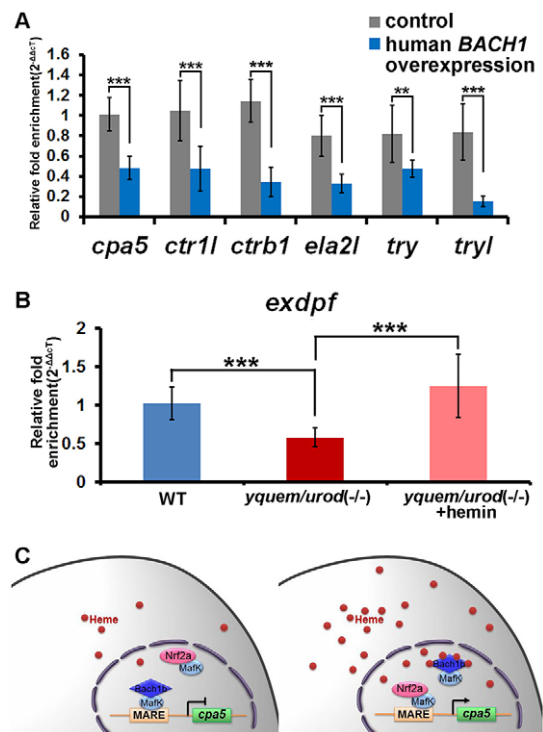 A
control
human BACH1
overexpression
Relative fold enrichment(2-ΔΔcT)
1.6
1.4
1.2
1
0.8
0.6
0.4
0.2
0
*** *** *** *** ** ***
cpa5 ctr1l ctrb1 ela2l try tryl
B
exdpf
Relative fold
enrichment(2-ΔΔcT)
2
1.5
1
0.5
0
***
***
WT yquem/urod(-/-) yquem/urod(-/-)
+hemin
C
Heme
Nrf2a
MafK
Bach1b
MafK
MARE
cpa5
Heme
Bach1b
MafK
Nrf2a
MafK
MARE
cpa5